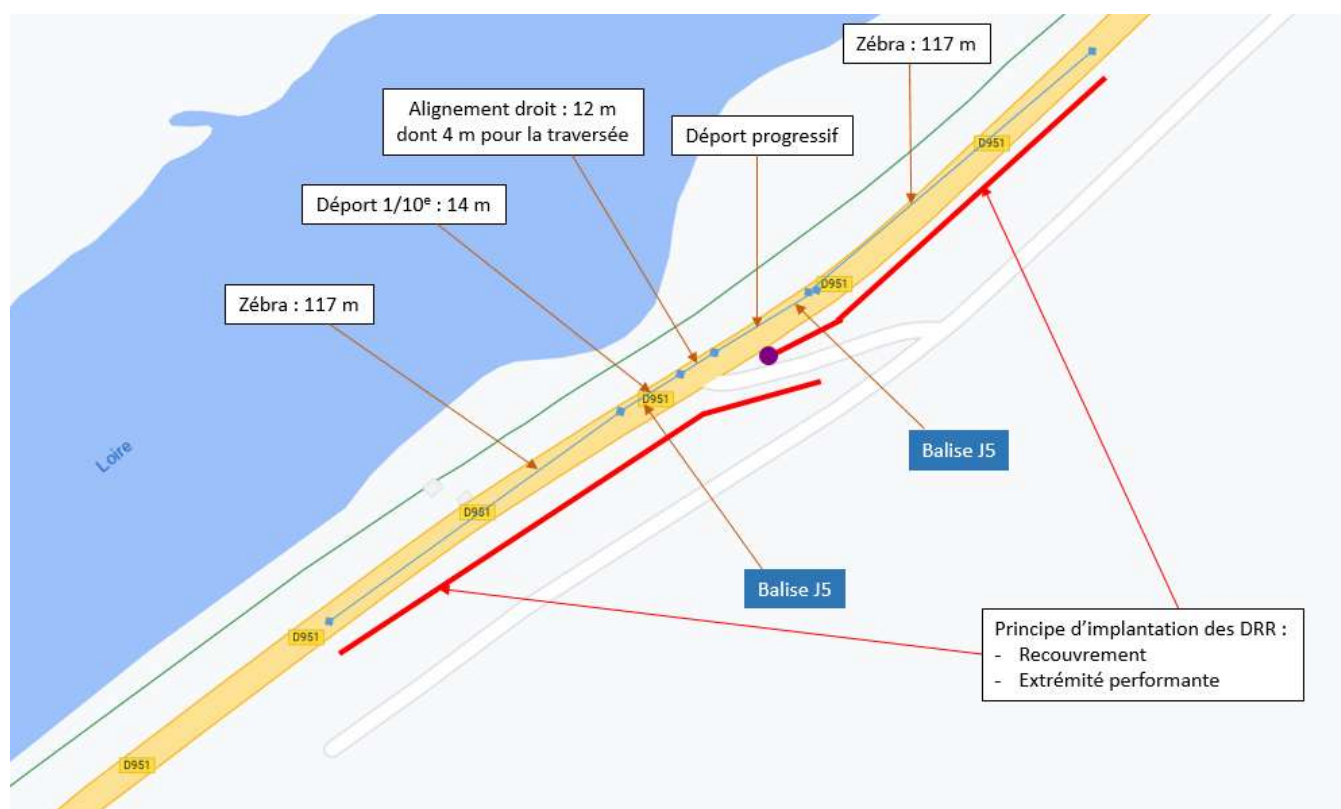 Zébra : 117 m
Alignement droit : 12 m
dont 4 m pour la traversée
Déport progressif
D951
Déport 1/10ᵉ : 14 m
D951
Zébra : 117 m
D951
Balise J5
Loire
D951
Balise J5
D951
Principe d’implantation des DRR :
- Recouvrement
- Extrémité performante
D951